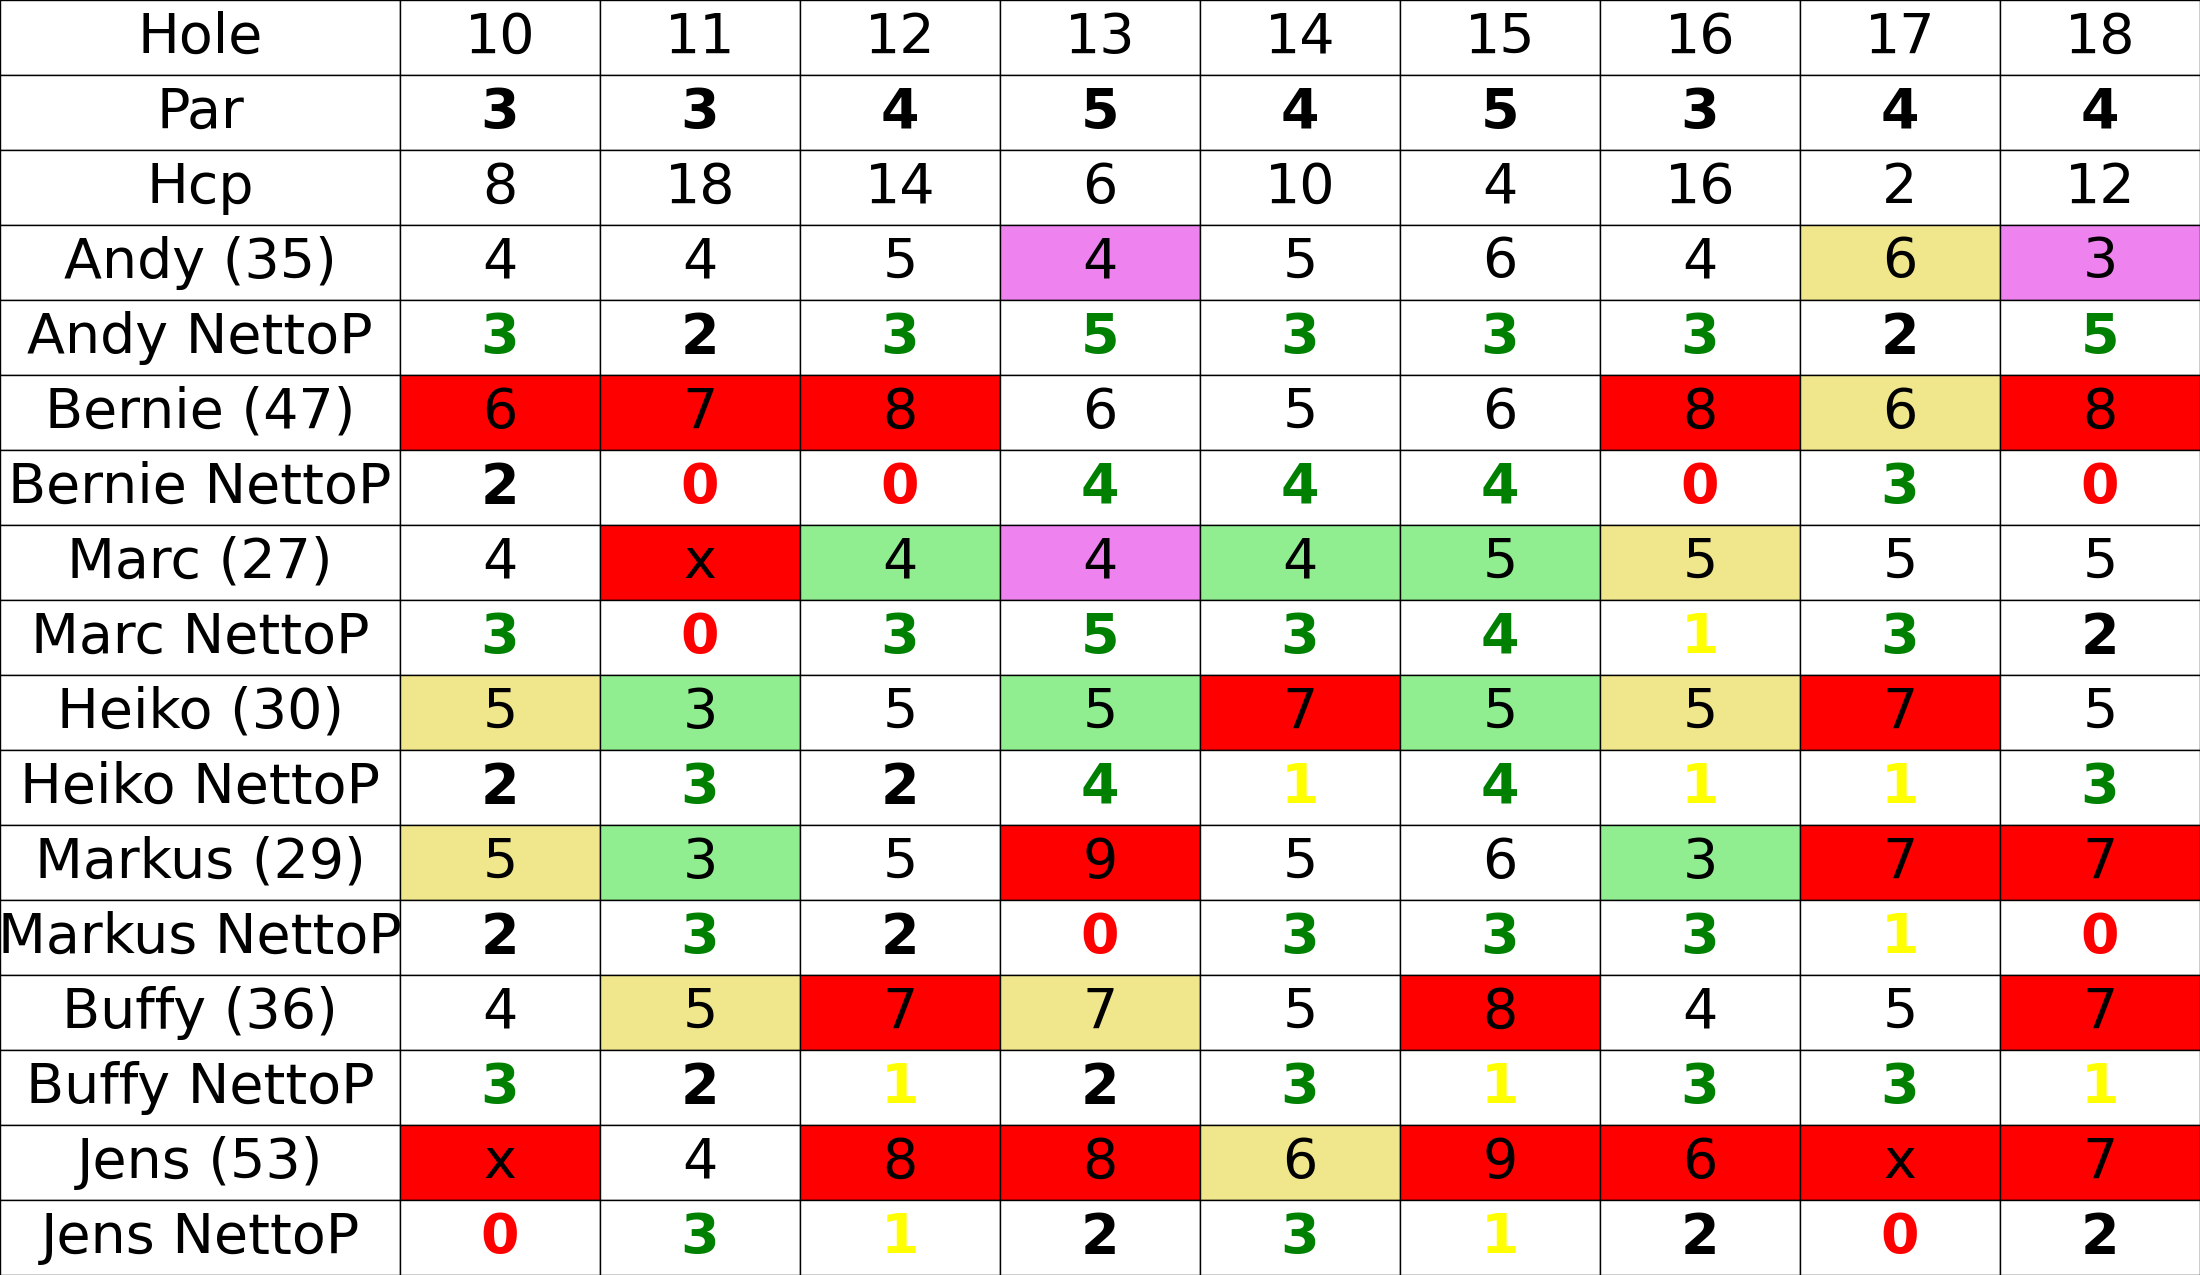 Hole 10 11 12 13 14 15 16 17 18
Par 3 3 4 5 4 5 3 4 4
Hcp 8 18 14 6 10 4 16 2 12
Andy (35) 4 4 5 4 5 6 4 6 3
Andy NettoP 3 2 3 5 3 3 3 2 5
Bernie (47) 6 7 8 6 5 6 8 6 8
Bernie NettoP 2 0 0 4 4 4 0 3 0
Marc (27) 4 x 4 4 4 5 5 5 5
Marc NettoP 3 0 3 5 3 4 1 3 2
Heiko (30) 5 3 5 5 7 5 5 7 5
Heiko NettoP 2 3 2 4 1 4 1 1 3
Markus (29) 5 3 5 9 5 6 3 7 7
Markus NettoP 2 3 2 0 3 3 3 1 0
Buffy (36) 4 5 7 7 5 8 4 5 7
Buffy NettoP 3 2 1 2 3 1 3 3 1
Jens (53) x 4 8 8 6 9 6 x 7
Jens NettoP 0 3 1 2 3 1 2 0 2